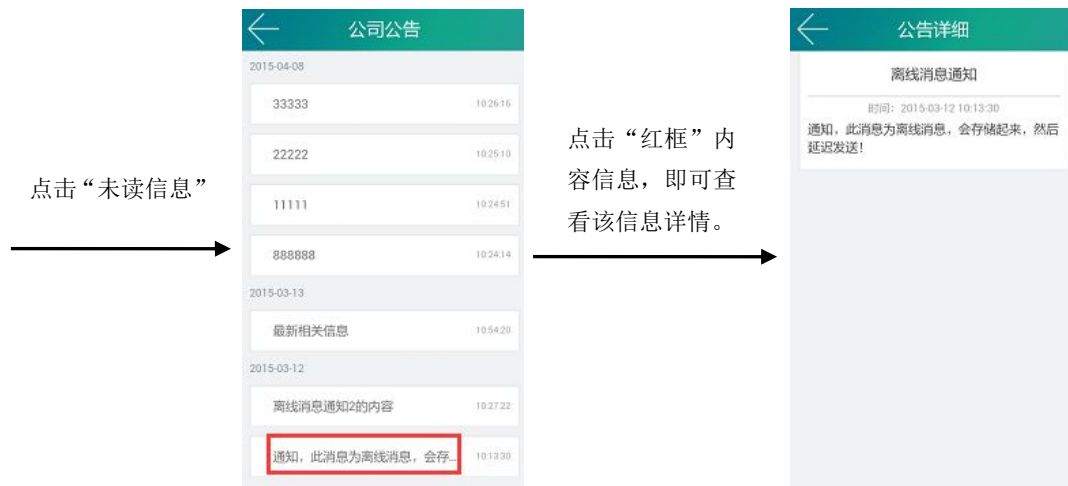 点击“未读信息”
公司公告
2015-04-08
33333 10:26:16
22222 10:25:10
11111 10:24:51
888888 10:24:14
2015-03-13
最新相关信息 10:54:20
2015-03-12
离线消息通知2的内容 10:27:22
通知，此消息为离线消息，会存... 10:13:30
点击“红框”内
容信息，即可查
看该信息详情。
公告详细
离线消息通知
时间：2015-03-12 10:13:30
通知，此消息为离线消息，会存储起来，然后
延迟发送！